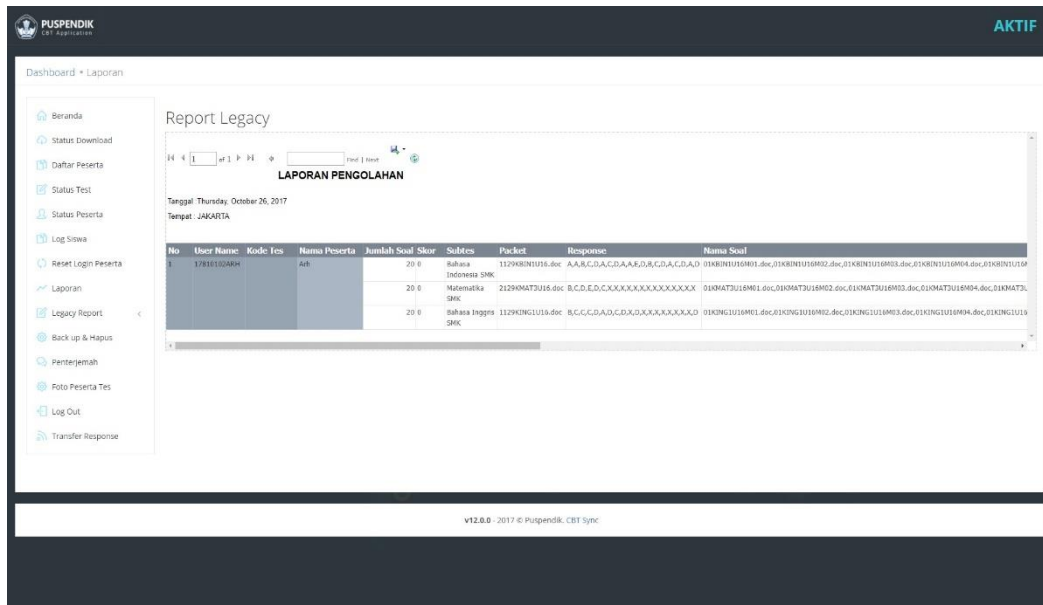 PUSPENDIK
CBT Application
AKTIF
Dashboard • Laporan
Beranda
Status Download
Daftar Peserta
Status Test
Status Peserta
Log Siswa
Reset Login Peserta
Laporan
Legacy Report
Back up & Hapus
Penterjemah
Foto Peserta Tes
Log Out
Transfer Response
Report Legacy
1 of 1 Find | Next
LAPORAN PENGOLAHAN
Tanggal: Thursday, October 26, 2017
Tempat : JAKARTA
No User Name Kode Tes Nama Peserta Jumlah Soal Skor Subtes Packet Response Nama Soal
1 17810102ARH Arh 20 0 Bahasa Indonesia SMK 1129KBIN1U16.doc A,A,B,C,D,A,C,D,A,A,E,D,B,C,D,A,C,D,A,D 01KBIN1U16M01.doc,01KBIN1U16M02.doc,01KBIN1U16M03.doc,01KBIN1U16M04.doc,01KBIN1U16M
20 0 Matematika SMK 2129KMAT3U16.doc B,C,D,E,D,C,X,X,X,X,X,X,X,X,X,X,X,X,X,X 01KMAT3U16M01.doc,01KMAT3U16M02.doc,01KMAT3U16M03.doc,01KMAT3U16M04.doc,01KMAT3U
20 0 Bahasa Inggris SMK 1129KING1U16.doc B,C,C,C,D,A,D,C,D,X,D,X,X,X,X,X,X,X,X,D 01KING1U16M01.doc,01KING1U16M02.doc,01KING1U16M03.doc,01KING1U16M04.doc,01KING1U16
v12.0.0 - 2017 © Puspendik. CBT Sync